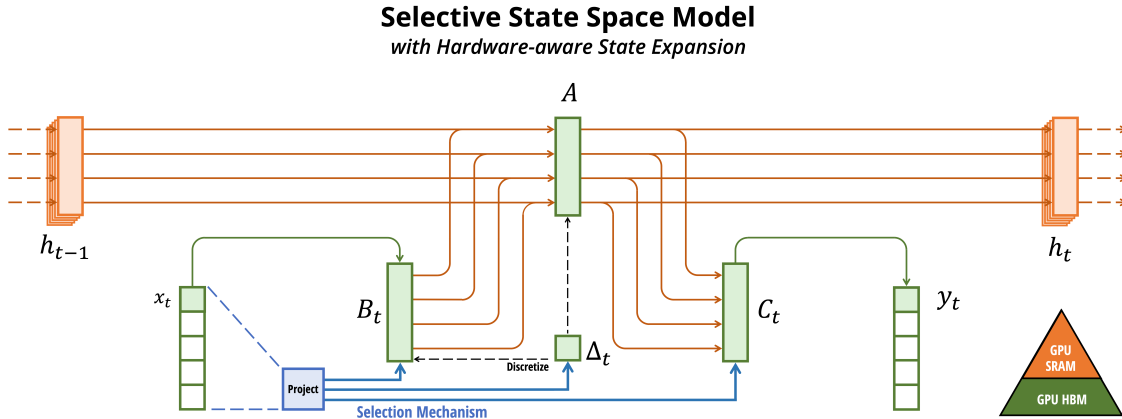 Selective State Space Model
with Hardware-aware State Expansion
A
h_{t−1}
h_t
x_t
B_t
C_t
y_t
Δ_t
Discretize
Project
Selection Mechanism
GPU
SRAM
GPU HBM